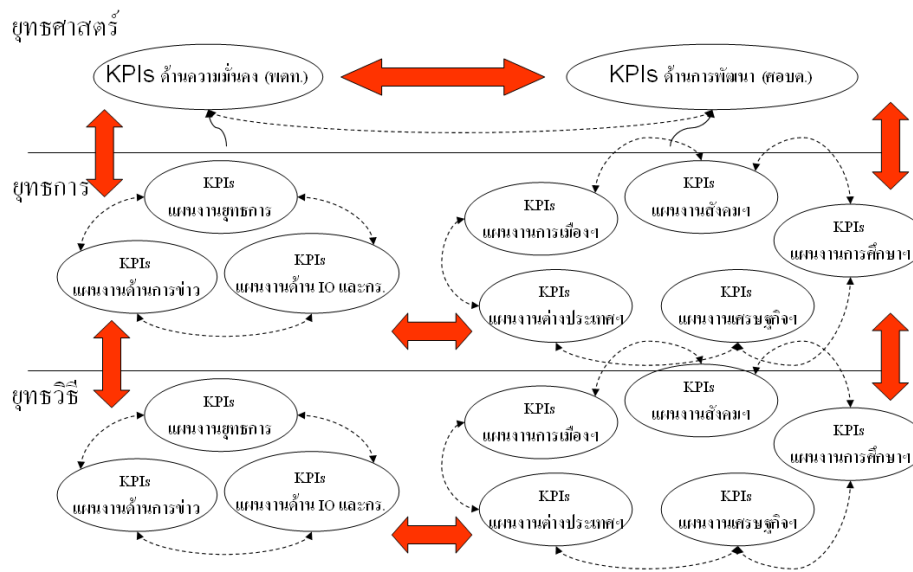 ยุทธศาสตร์
KPIs ด้านความมั่นคง (พตท.)
KPIs ด้านการพัฒนา (ศอบต.)
ยุทธการ
KPIs
แผนงานยุทธการ
KPIs
แผนงานด้านการข่าว
KPIs
แผนงานด้าน IO และกร.
KPIs
แผนงานการเมืองฯ
KPIs
แผนงานสังคมฯ
KPIs
แผนงานการศึกษาฯ
KPIs
แผนงานต่างประเทศฯ
KPIs
แผนงานเศรษฐกิจฯ
ยุทธวิธี
KPIs
แผนงานยุทธการ
KPIs
แผนงานด้านการข่าว
KPIs
แผนงานด้าน IO และกร.
KPIs
แผนงานการเมืองฯ
KPIs
แผนงานสังคมฯ
KPIs
แผนงานการศึกษาฯ
KPIs
แผนงานต่างประเทศฯ
KPIs
แผนงานเศรษฐกิจฯ